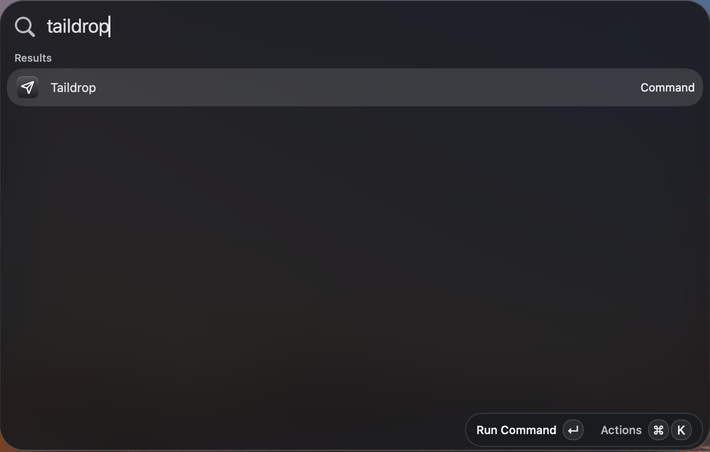 taildrop
Results
Taildrop Command
Run Command ↵ Actions ⌘ K